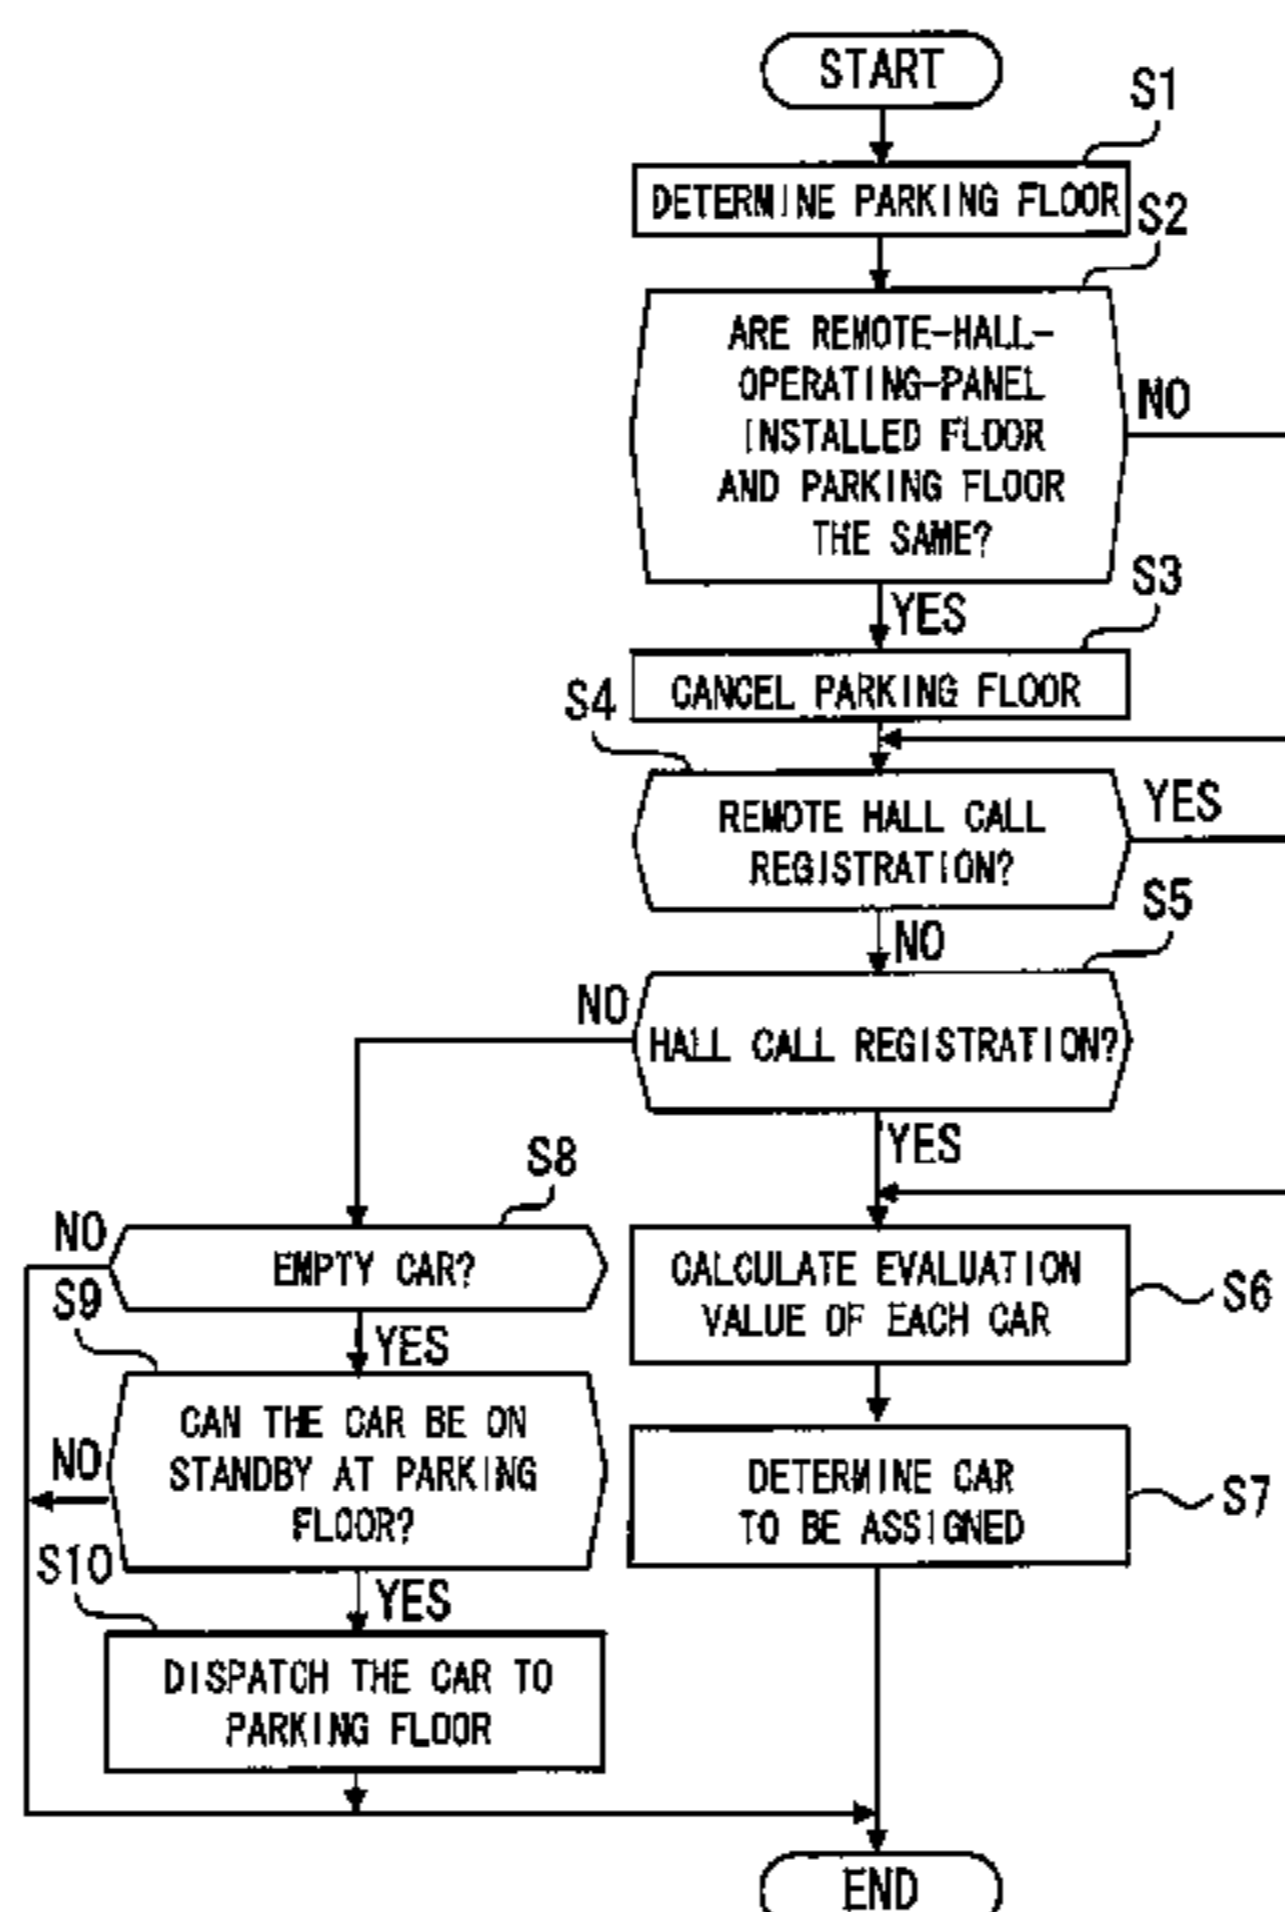 START
S1
DETERMINE PARKING FLOOR
S2
ARE REMOTE-HALL-
OPERATING-PANEL
INSTALLED FLOOR
AND PARKING FLOOR
THE SAME?
NO
YES
S3
CANCEL PARKING FLOOR
S4
REMOTE HALL CALL
REGISTRATION?
YES
NO
S5
HALL CALL REGISTRATION?
NO
YES
S8
EMPTY CAR?
NO
YES
S6
CALCULATE EVALUATION
VALUE OF EACH CAR
S9
CAN THE CAR BE ON
STANDBY AT PARKING
FLOOR?
NO
YES
S7
DETERMINE CAR
TO BE ASSIGNED
S10
DISPATCH THE CAR TO
PARKING FLOOR
END